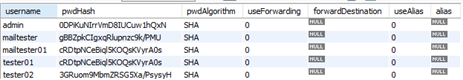 username pwdHash pwdAlgorithm useForwarding forwardDestination useAlias alias
admin 0DPiKuNIrrVmD8IUCuw1hQxN SHA 0 NULL 0 NULL
mailtester gBBZpkCIgxqRlupnzc9k/PMU SHA 0 NULL 0 NULL
mailtester01 cRDtpNCeBiql5KOQsKVyrA0s SHA 0 NULL 0 NULL
tester01 cRDtpNCeBiql5KOQsKVyrA0s SHA 0 NULL 0 NULL
tester02 3GRuom9MbmZRSG5Xa/PsysyH SHA 0 NULL 0 NULL